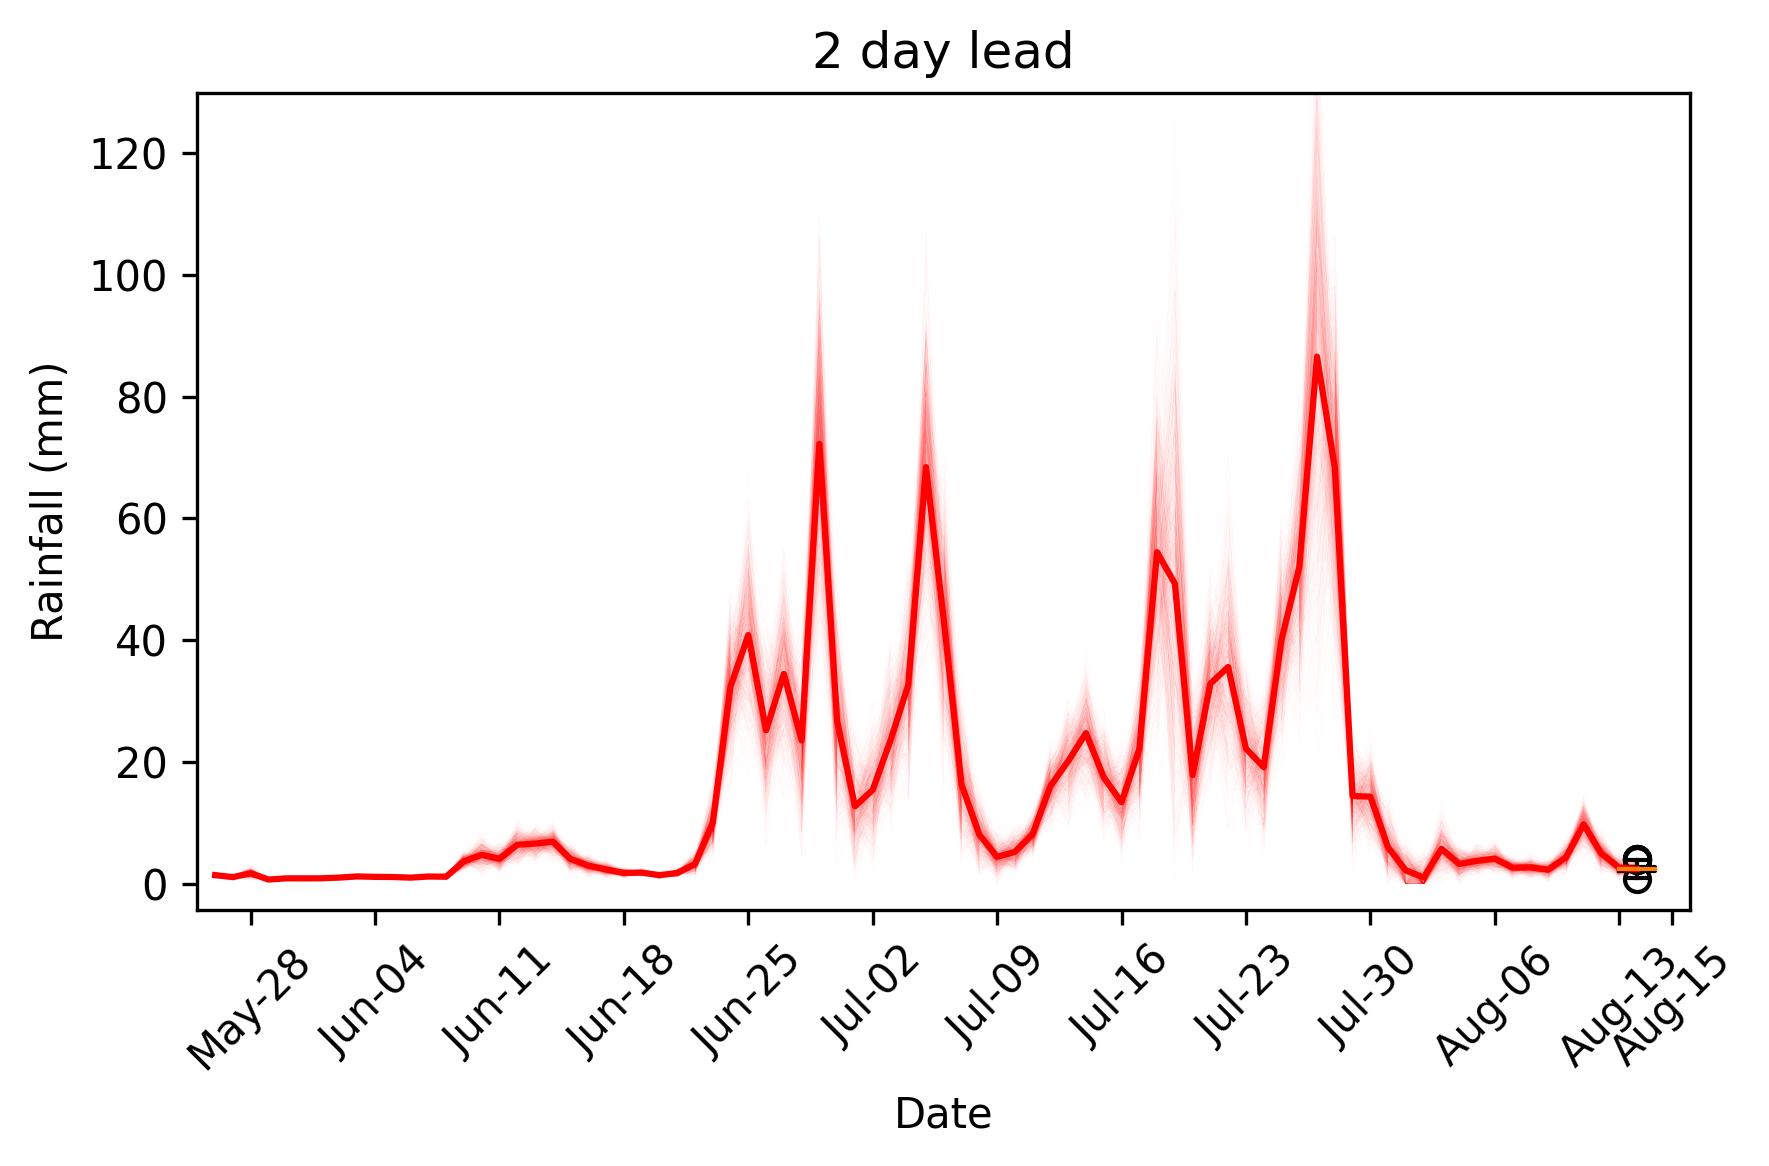 2 day lead
Rainfall (mm)
120
100
80
60
40
20
0
May-28
Jun-04
Jun-11
Jun-18
Jun-25
Jul-02
Jul-09
Jul-16
Jul-23
Jul-30
Aug-06
Aug-13
Aug-15
Date